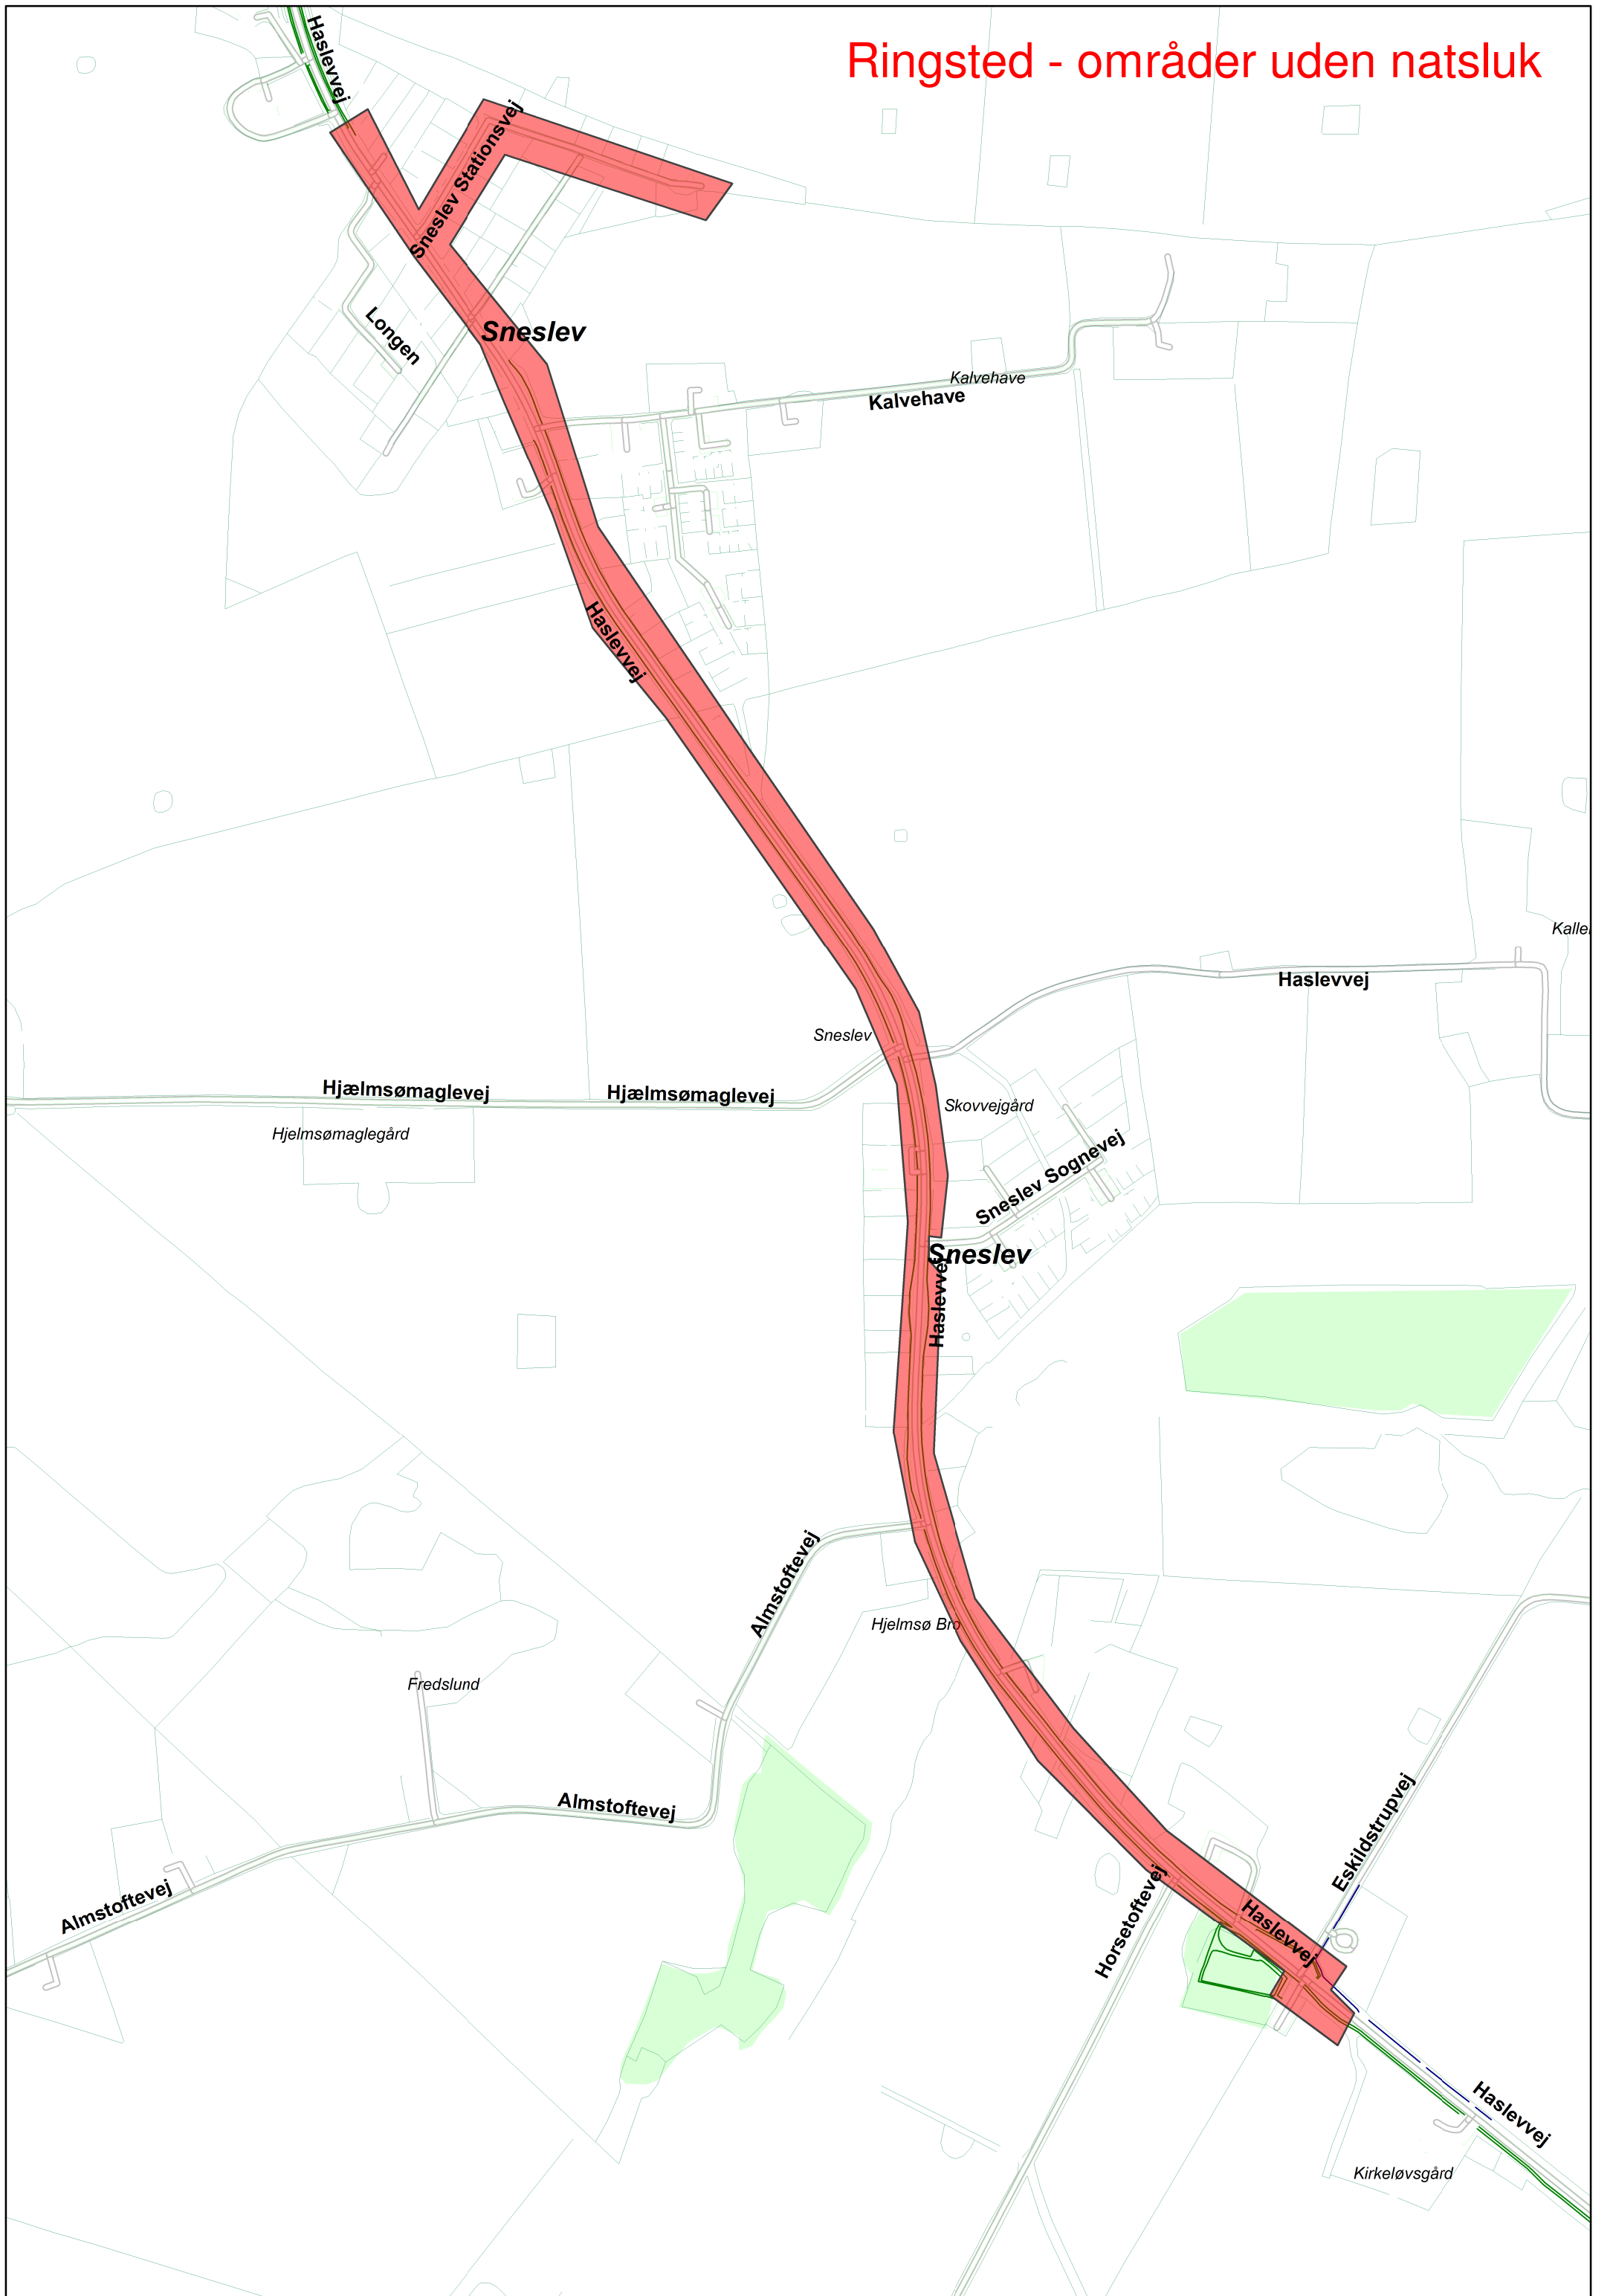 Ringsted - områder uden natsluk
Haslevvej
Sneslev Stationsvej
Longen
Sneslev
Kalvehave
Kalvehave
Haslevvej
Haslevvej
Sneslev
Hjælmsømaglevej
Hjælmsømaglevej
Hjelmsømaglegård
Skovvejgård
Sneslev Sognevej
Sneslev
Haslevvej
Almstoftevej
Hjelmsø Bro
Fredslund
Almstoftevej
Almstoftevej
Eskildstrupvej
Horsetoftevej
Haslevvej
Haslevvej
Kirkeløvsgård